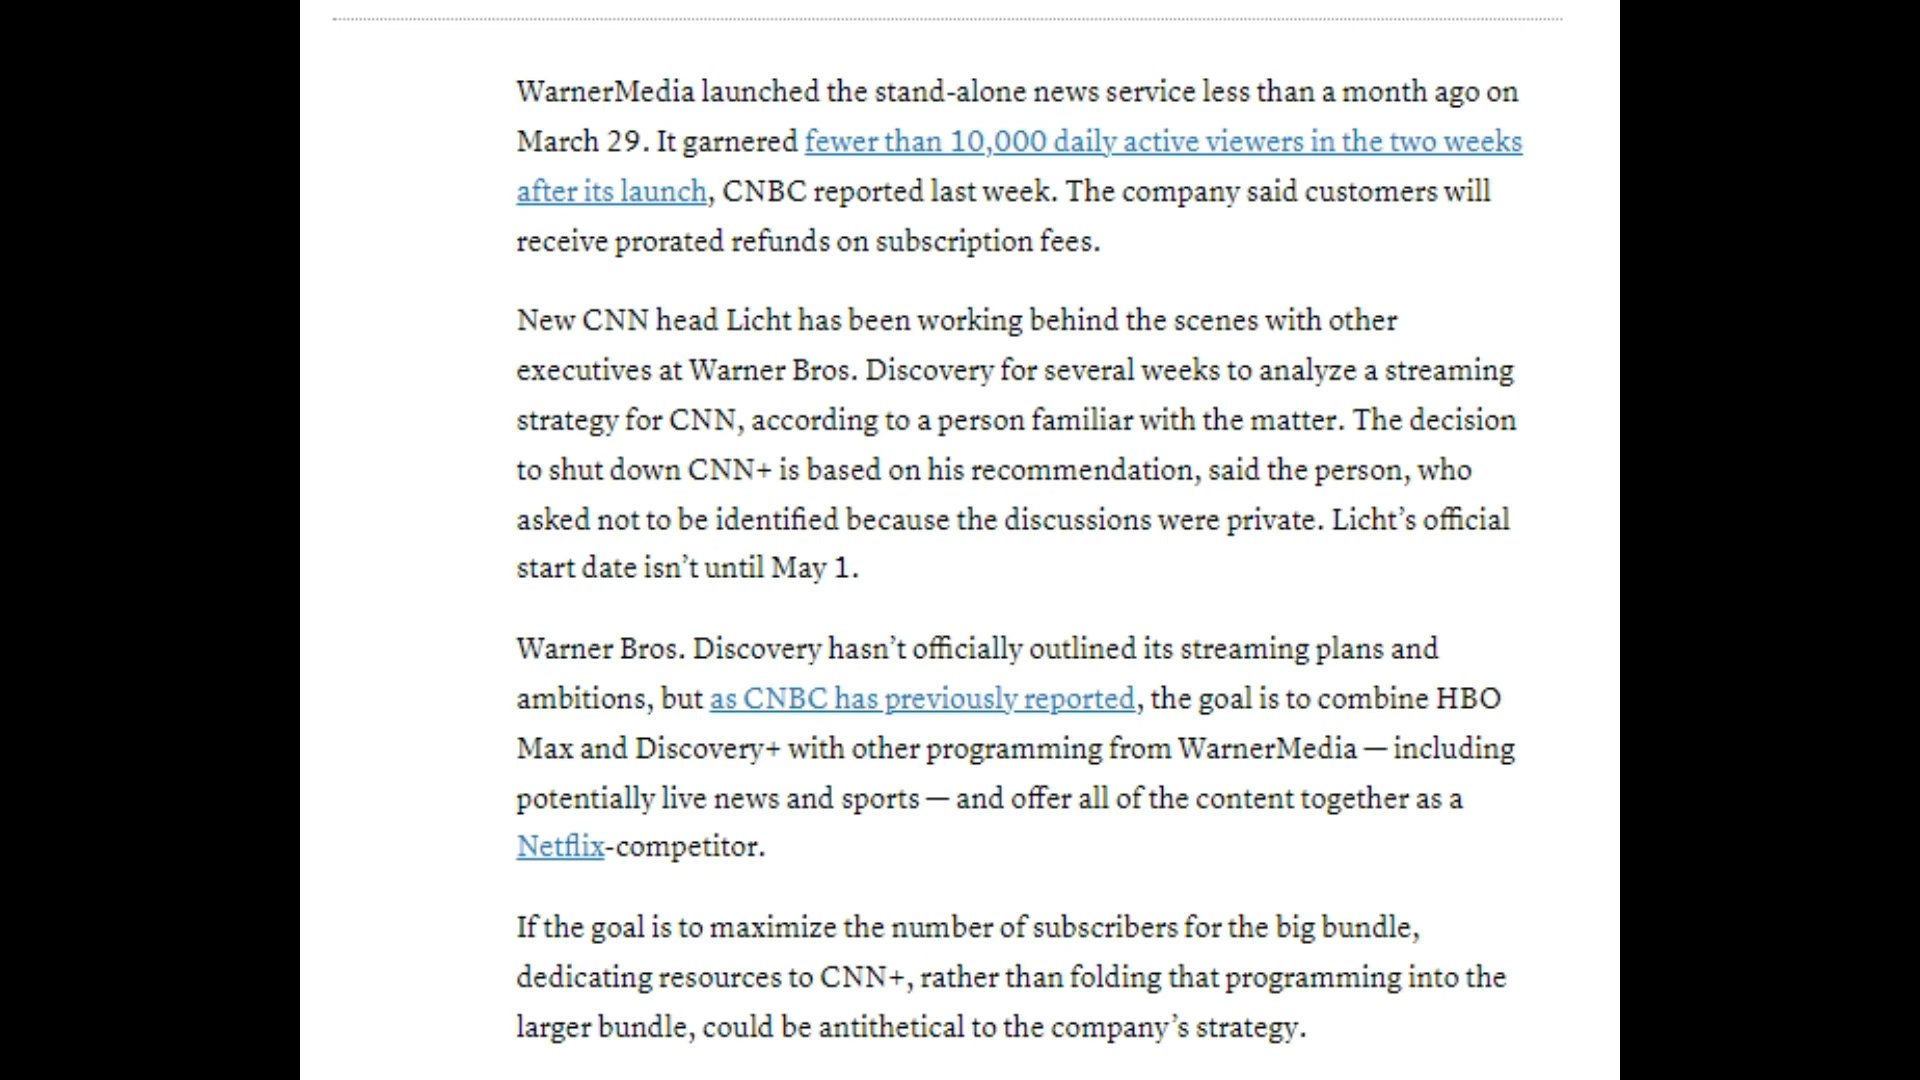 WarnerMedia launched the stand-alone news service less than a month ago on
March 29. It garnered fewer than 10,000 daily active viewers in the two weeks
after its launch, CNBC reported last week. The company said customers will
receive prorated refunds on subscription fees.
New CNN head Licht has been working behind the scenes with other
executives at Warner Bros. Discovery for several weeks to analyze a streaming
strategy for CNN, according to a person familiar with the matter. The decision
to shut down CNN+ is based on his recommendation, said the person, who
asked not to be identified because the discussions were private. Licht’s official
start date isn’t until May 1.
Warner Bros. Discovery hasn’t officially outlined its streaming plans and
ambitions, but as CNBC has previously reported, the goal is to combine HBO
Max and Discovery+ with other programming from WarnerMedia — including
potentially live news and sports — and offer all of the content together as a
Netflix-competitor.
If the goal is to maximize the number of subscribers for the big bundle,
dedicating resources to CNN+, rather than folding that programming into the
larger bundle, could be antithetical to the company’s strategy.